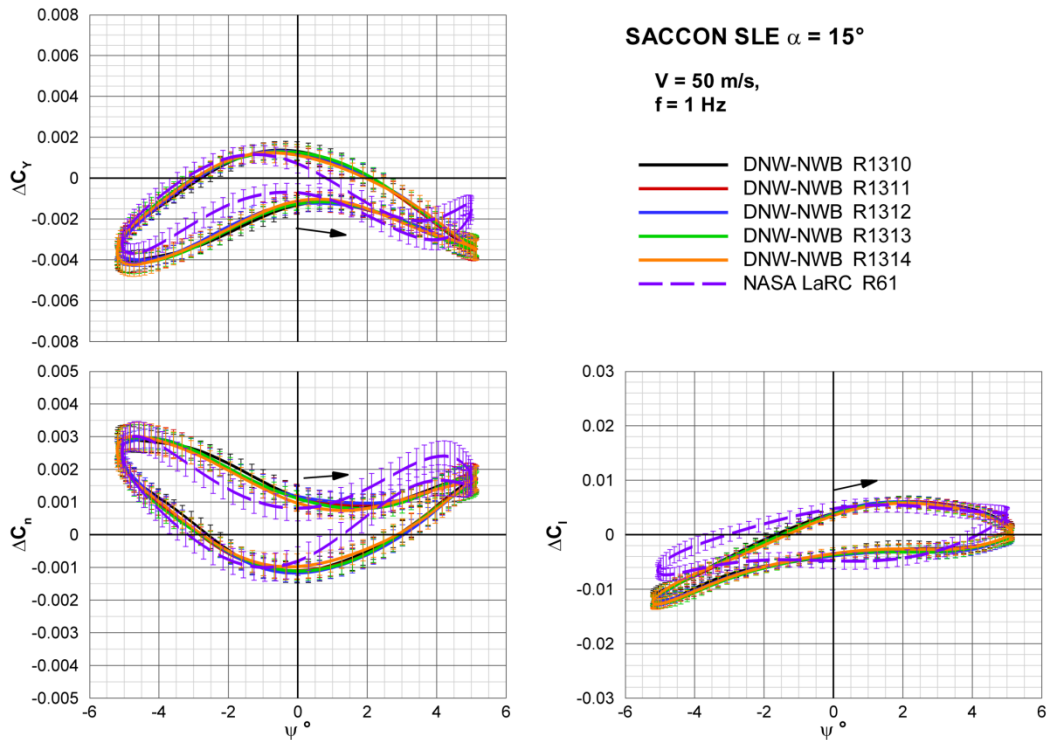 0.008
0.006
0.004
0.002
0
-0.002
-0.004
-0.006
-0.008
ΔC_Y
SACCON SLE α = 15°
V = 50 m/s,
f = 1 Hz
DNW-NWB R1310
DNW-NWB R1311
DNW-NWB R1312
DNW-NWB R1313
DNW-NWB R1314
NASA LaRC R61
0.005
0.004
0.003
0.002
0.001
0
-0.001
-0.002
-0.003
-0.004
-0.005
ΔC_n
-6 -4 -2 0 2 4 6
ψ °
0.03
0.02
0.01
0
-0.01
-0.02
-0.03
ΔC_l
-6 -4 -2 0 2 4 6
ψ °